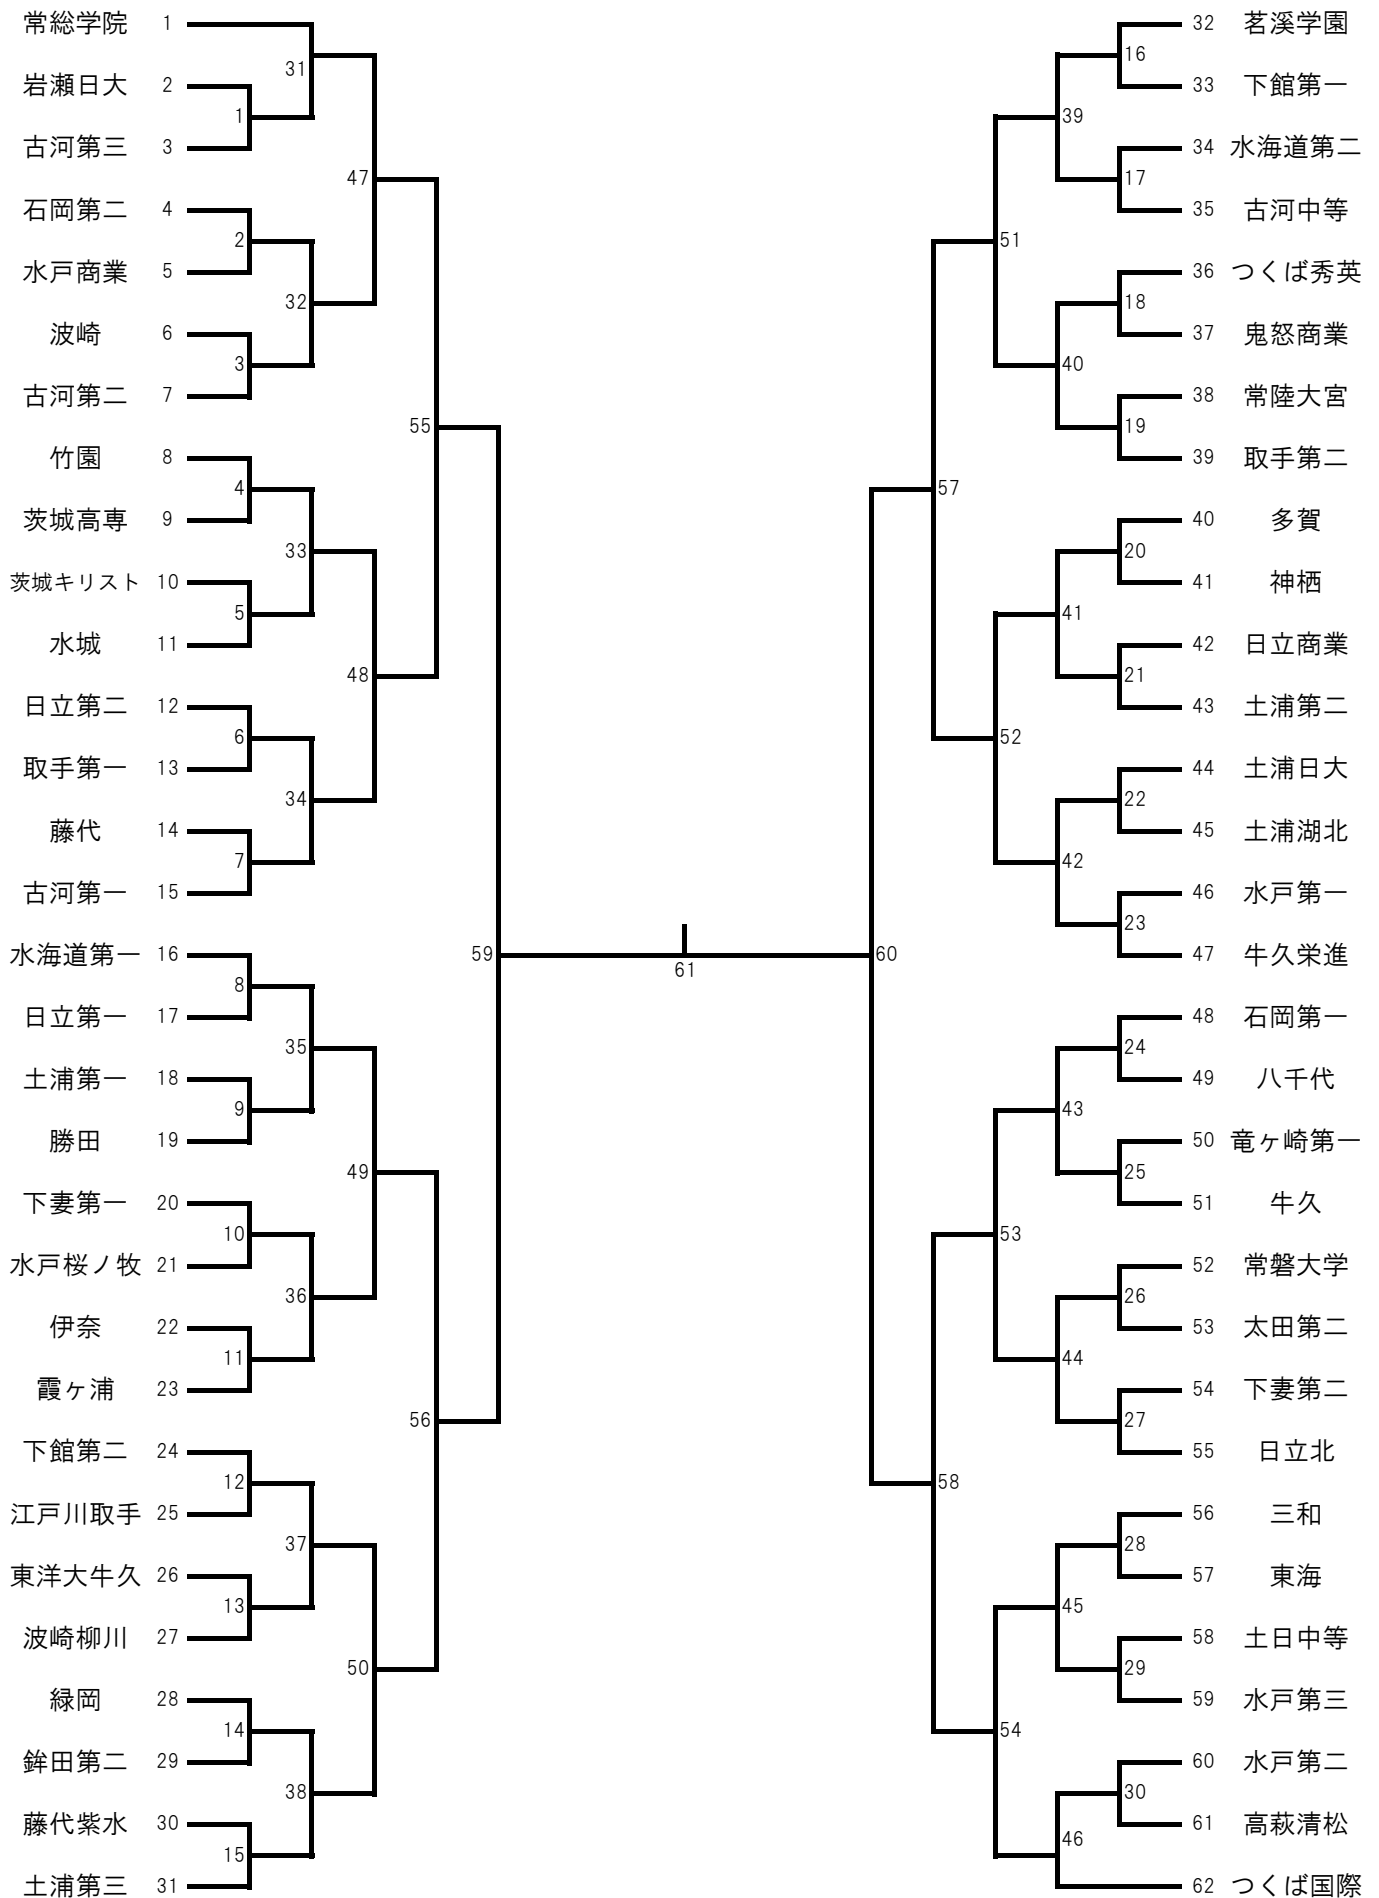 常総学院 1
岩瀬日大 2
古河第三 3
石岡第二 4
水戸商業 5
波崎 6
古河第二 7
竹園 8
茨城高専 9
茨城キリスト 10
水城 11
日立第二 12
取手第一 13
藤代 14
古河第一 15
水海道第一 16
日立第一 17
土浦第一 18
勝田 19
下妻第一 20
水戸桜ノ牧 21
伊奈 22
霞ヶ浦 23
下館第二 24
江戸川取手 25
東洋大牛久 26
波崎柳川 27
緑岡 28
鉾田第二 29
藤代紫水 30
土浦第三 31
1
2
3
4
5
6
7
8
9
10
11
12
13
14
15
31
32
33
34
35
36
37
38
47
48
49
50
55
56
59
61
60
57
58
51
52
53
54
39
40
41
42
43
44
45
46
16
17
18
19
20
21
22
23
24
25
26
27
28
29
30
32 茗溪学園
33 下館第一
34 水海道第二
35 古河中等
36 つくば秀英
37 鬼怒商業
38 常陸大宮
39 取手第二
40 多賀
41 神栖
42 日立商業
43 土浦第二
44 土浦日大
45 土浦湖北
46 水戸第一
47 牛久栄進
48 石岡第一
49 八千代
50 竜ヶ崎第一
51 牛久
52 常磐大学
53 太田第二
54 下妻第二
55 日立北
56 三和
57 東海
58 土日中等
59 水戸第三
60 水戸第二
61 高萩清松
62 つくば国際